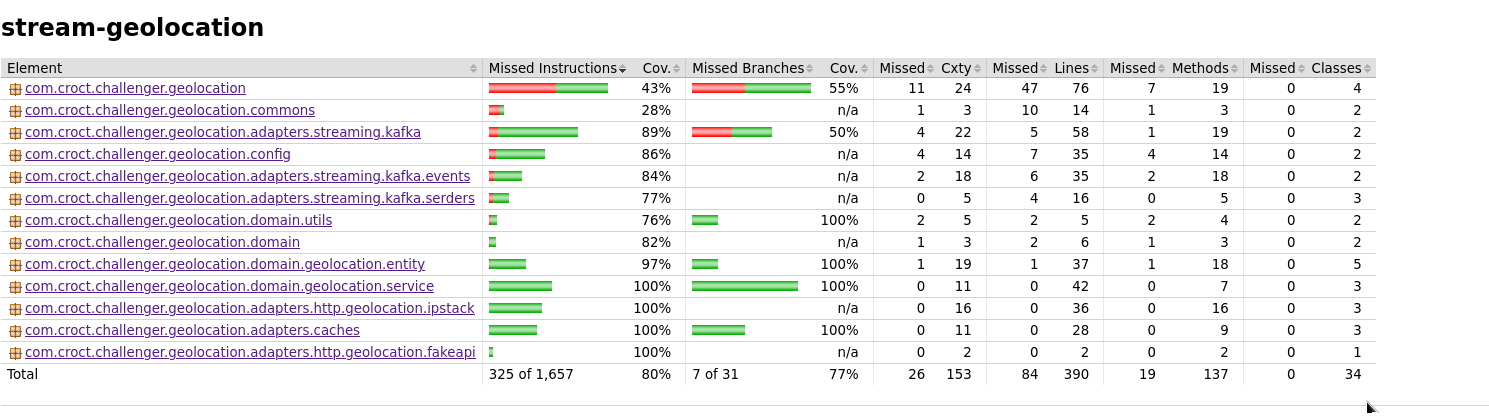 stream-geolocation
Element Missed Instructions Cov. Missed Branches Cov. Missed Cxty Missed Lines Missed Methods Missed Classes
com.croct.challenger.geolocation 43% 55% 11 24 47 76 7 19 0 4
com.croct.challenger.geolocation.commons 28% n/a 1 3 10 14 1 3 0 2
com.croct.challenger.geolocation.adapters.streaming.kafka 89% 50% 4 22 5 58 1 19 0 2
com.croct.challenger.geolocation.config 86% n/a 4 14 7 35 4 14 0 2
com.croct.challenger.geolocation.adapters.streaming.kafka.events 84% n/a 2 18 6 35 2 18 0 2
com.croct.challenger.geolocation.adapters.streaming.kafka.serders 77% n/a 0 5 4 16 0 5 0 3
com.croct.challenger.geolocation.domain.utils 76% 100% 2 5 2 5 2 4 0 2
com.croct.challenger.geolocation.domain 82% n/a 1 3 2 6 1 3 0 2
com.croct.challenger.geolocation.domain.geolocation.entity 97% 100% 1 19 1 37 1 18 0 5
com.croct.challenger.geolocation.domain.geolocation.service 100% 100% 0 11 0 42 0 7 0 3
com.croct.challenger.geolocation.adapters.http.geolocation.ipstack 100% n/a 0 16 0 36 0 16 0 3
com.croct.challenger.geolocation.adapters.caches 100% 100% 0 11 0 28 0 9 0 3
com.croct.challenger.geolocation.adapters.http.geolocation.fakeapi 100% n/a 0 2 0 2 0 2 0 1
Total 325 of 1,657 80% 7 of 31 77% 26 153 84 390 19 137 0 34